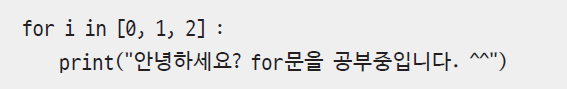 for i in [0, 1, 2] :
    print("안녕하세요? for문을 공부중입니다. ^^")